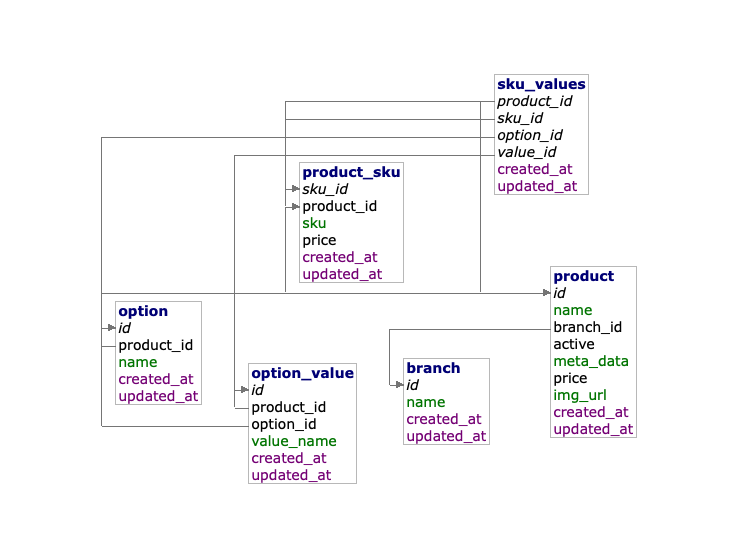 sku_values
product_id
sku_id
option_id
value_id
created_at
updated_at
product_sku
sku_id
product_id
sku
price
created_at
updated_at
product
id
name
branch_id
active
meta_data
price
img_url
created_at
updated_at
option
id
product_id
name
created_at
updated_at
option_value
id
product_id
option_id
value_name
created_at
updated_at
branch
id
name
created_at
updated_at